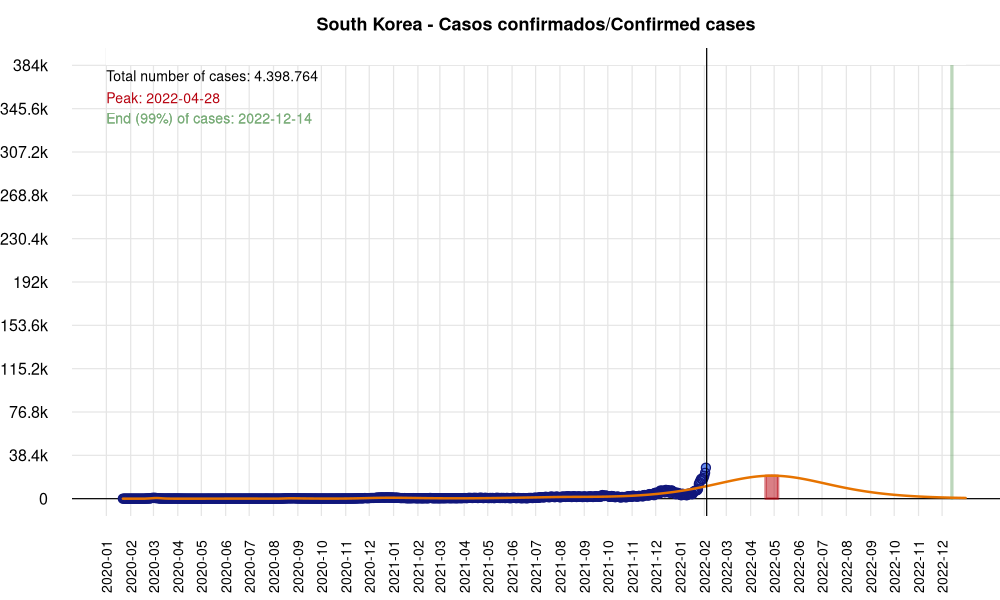 South Korea - Casos confirmados/Confirmed cases
Total number of cases: 4.398.764
Peak: 2022-04-28
End (99%) of cases: 2022-12-14
384k
345.6k
307.2k
268.8k
230.4k
192k
153.6k
115.2k
76.8k
38.4k
0
2020-01
2020-02
2020-03
2020-04
2020-05
2020-06
2020-07
2020-08
2020-09
2020-10
2020-11
2020-12
2021-01
2021-02
2021-03
2021-04
2021-05
2021-06
2021-07
2021-08
2021-09
2021-10
2021-11
2021-12
2022-01
2022-02
2022-03
2022-04
2022-05
2022-06
2022-07
2022-08
2022-09
2022-10
2022-11
2022-12